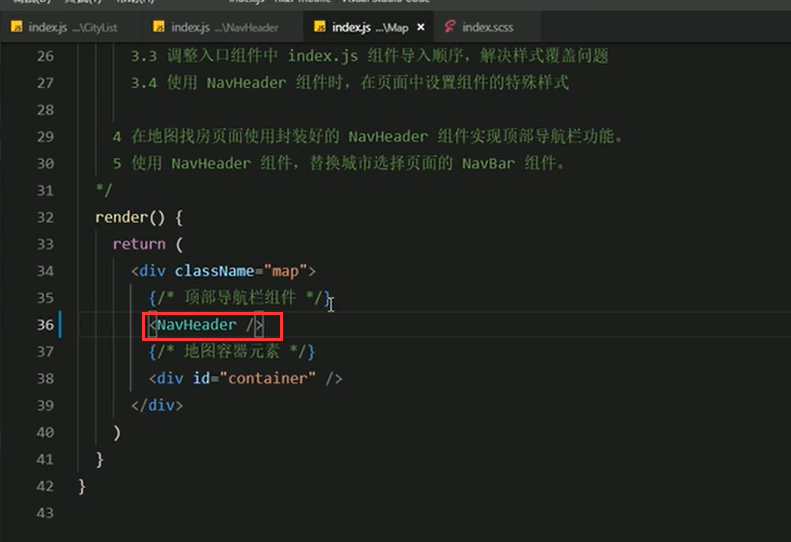 index.js ...\CityList
index.js ...\NavHeader
index.js ...\Map ×
index.scss
26 3.3 调整入口组件中 index.js 组件导入顺序，解决样式覆盖问题
27 3.4 使用 NavHeader 组件时，在页面中设置组件的特殊样式
28
29 4 在地图找房页面使用封装好的 NavHeader 组件实现顶部导航栏功能。
30 5 使用 NavHeader 组件，替换城市选择页面的 NavBar 组件。
31 */
32 render() {
33 return (
34 <div className="map">
35 {/* 顶部导航栏组件 */}
36 <NavHeader />
37 {/* 地图容器元素 */}
38 <div id="container" />
39 </div>
40 )
41 }
42 }
43